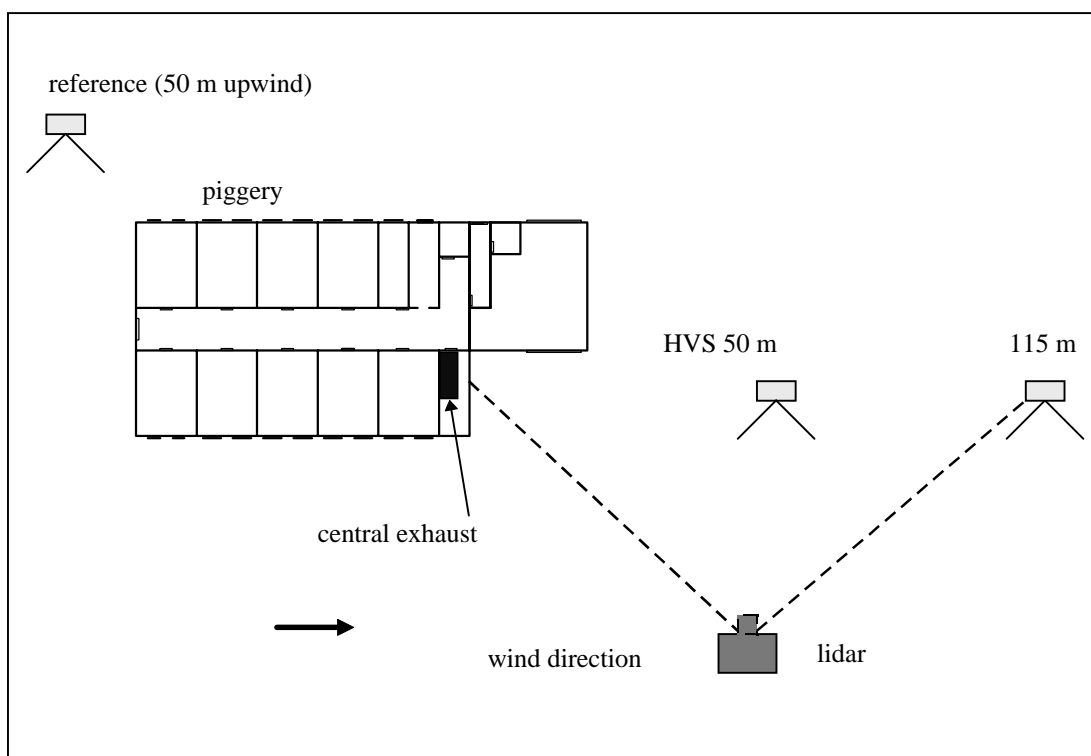 reference (50 m upwind)
piggery
HVS 50 m
115 m
central exhaust
wind direction
lidar